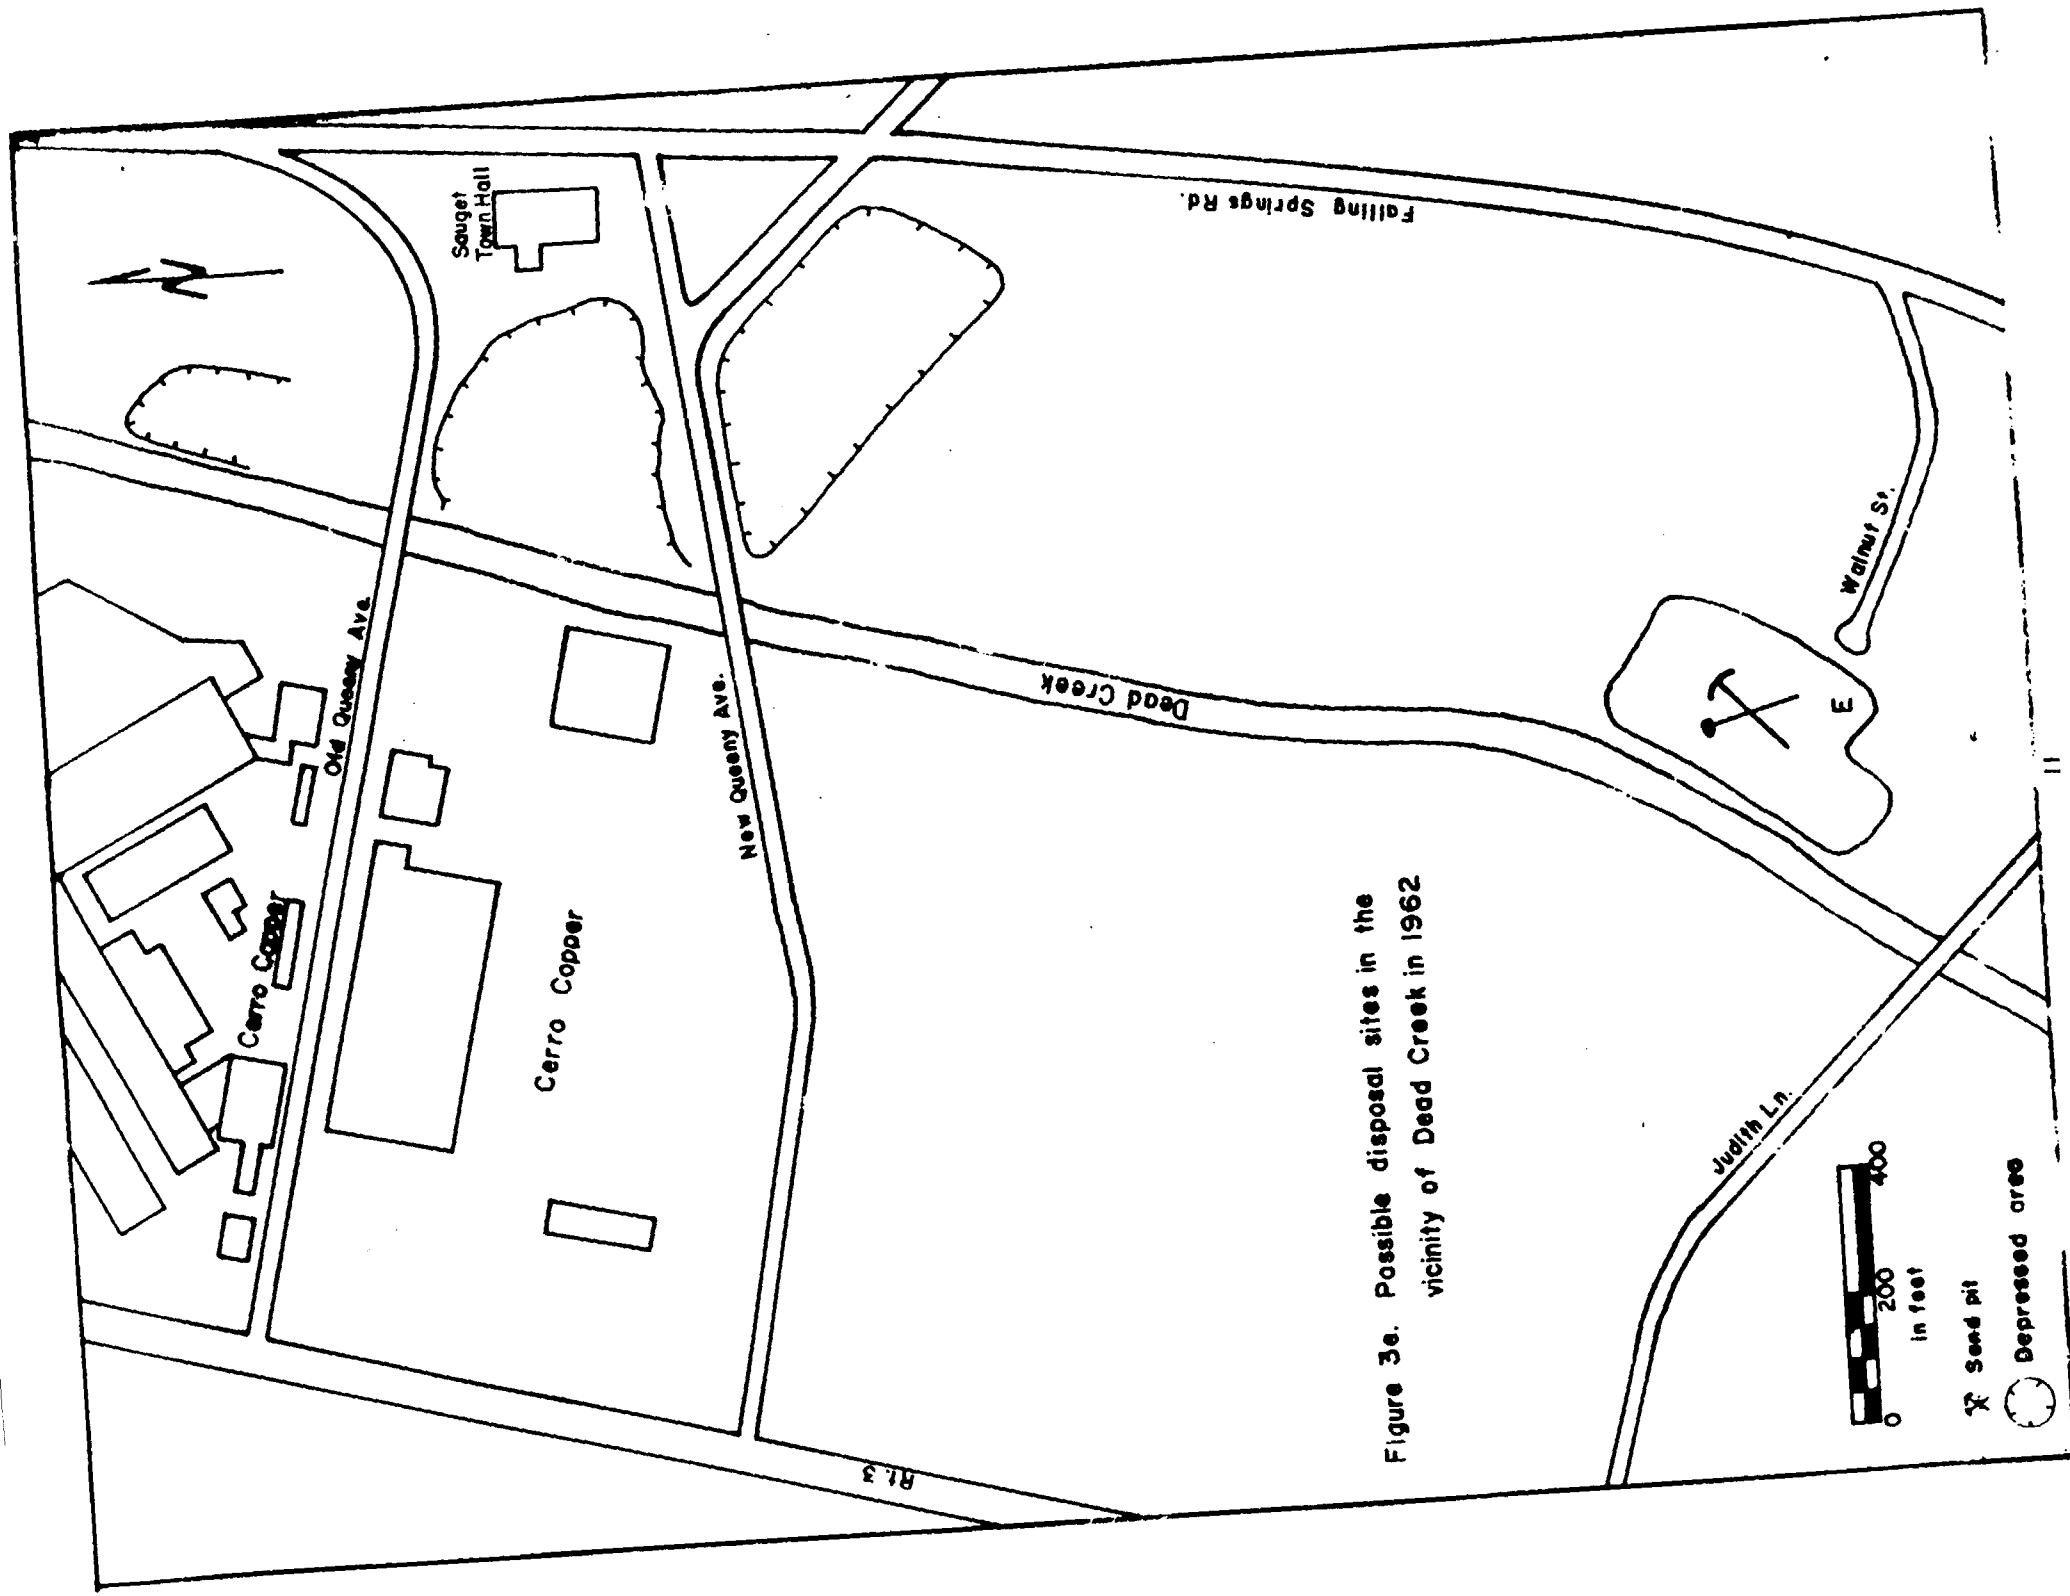 Sauget
Town Hall
N
Falling Springs Rd.
Old Queeny Ave.
Cerro Copper
Cerro Copper
New Queeny Ave.
Dead Creek
Walnut St.
E
Judith Ln.
Rt. 3
Figure 3e. Possible disposal sites in the
vicinity of Dead Creek in 1962
0 200 400
in feet
Sand pit
Depressed area
11